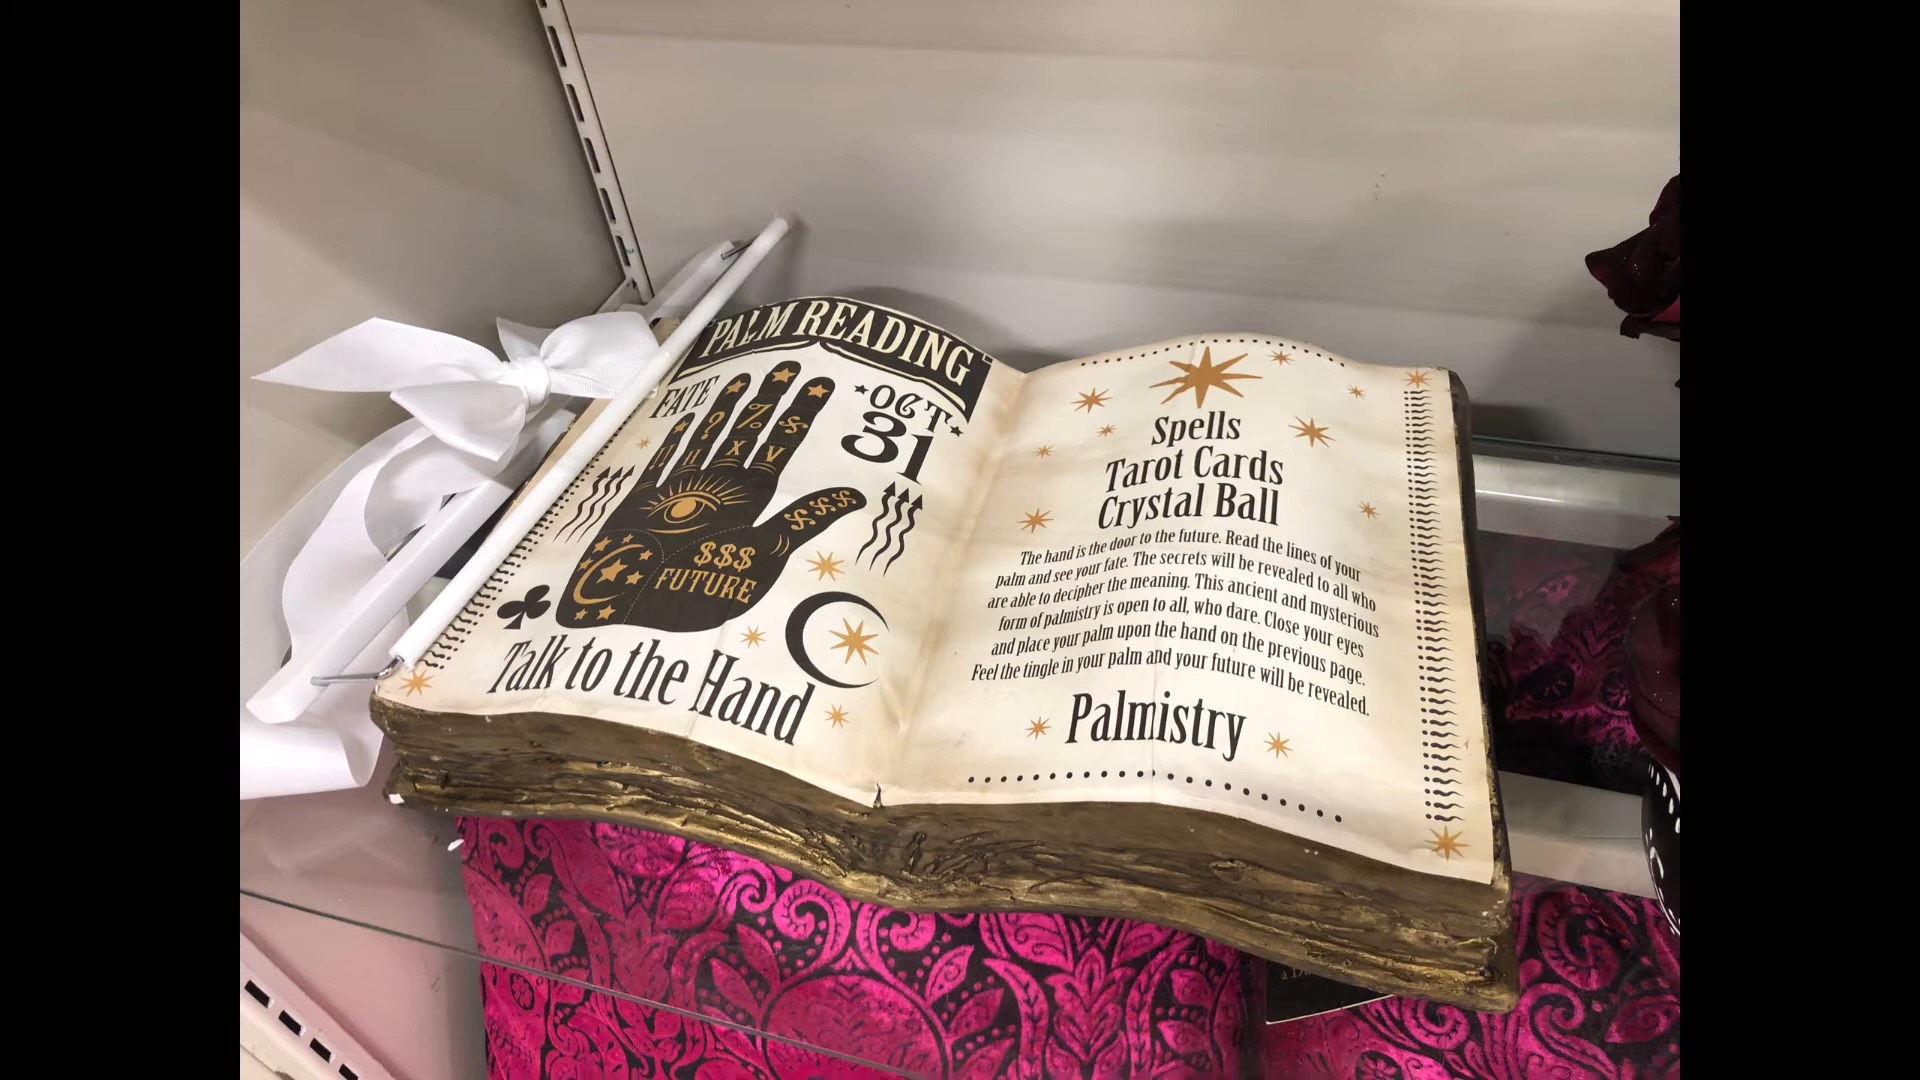 PALM READING
FATE
OCT
31
? % $
!! II X V
$ $ $
$$$
FUTURE
Talk to the Hand
Spells
Tarot Cards
Crystal Ball
The hand is the door to the future. Read the lines of your
palm and see your fate. The secrets will be revealed to all who
are able to decipher the meaning. This ancient and mysterious
form of palmistry is open to all, who dare. Close your eyes
and place your palm upon the hand on the previous page.
Feel the tingle in your palm and your future will be revealed.
Palmistry